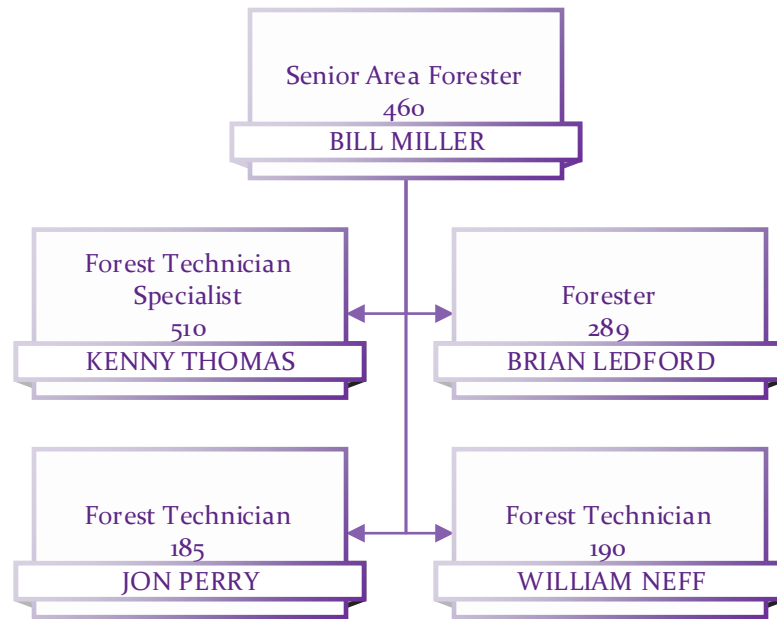 Senior Area Forester
460
BILL MILLER
Forest Technician
Specialist
510
KENNY THOMAS
Forester
289
BRIAN LEDFORD
Forest Technician
185
JON PERRY
Forest Technician
190
WILLIAM NEFF